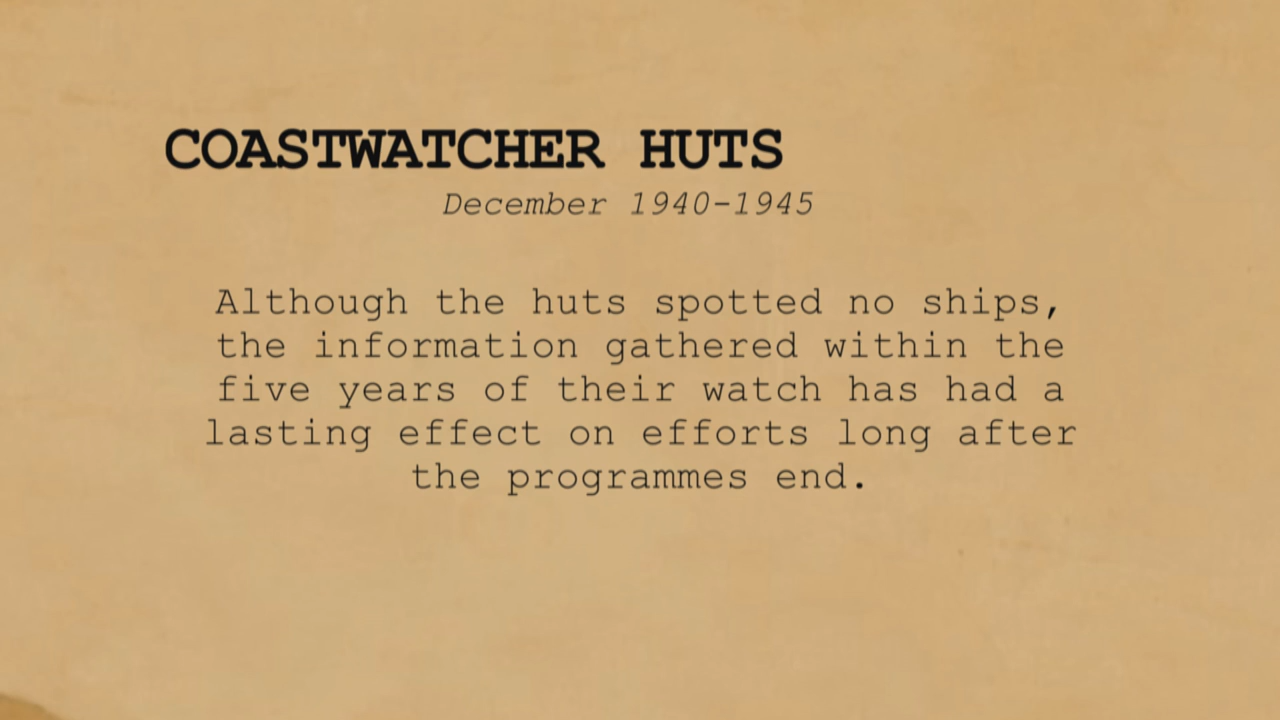 COASTWATCHER HUTS
December 1940-1945
Although the huts spotted no ships,
the information gathered within the
five years of their watch has had a
lasting effect on efforts long after
the programmes end.